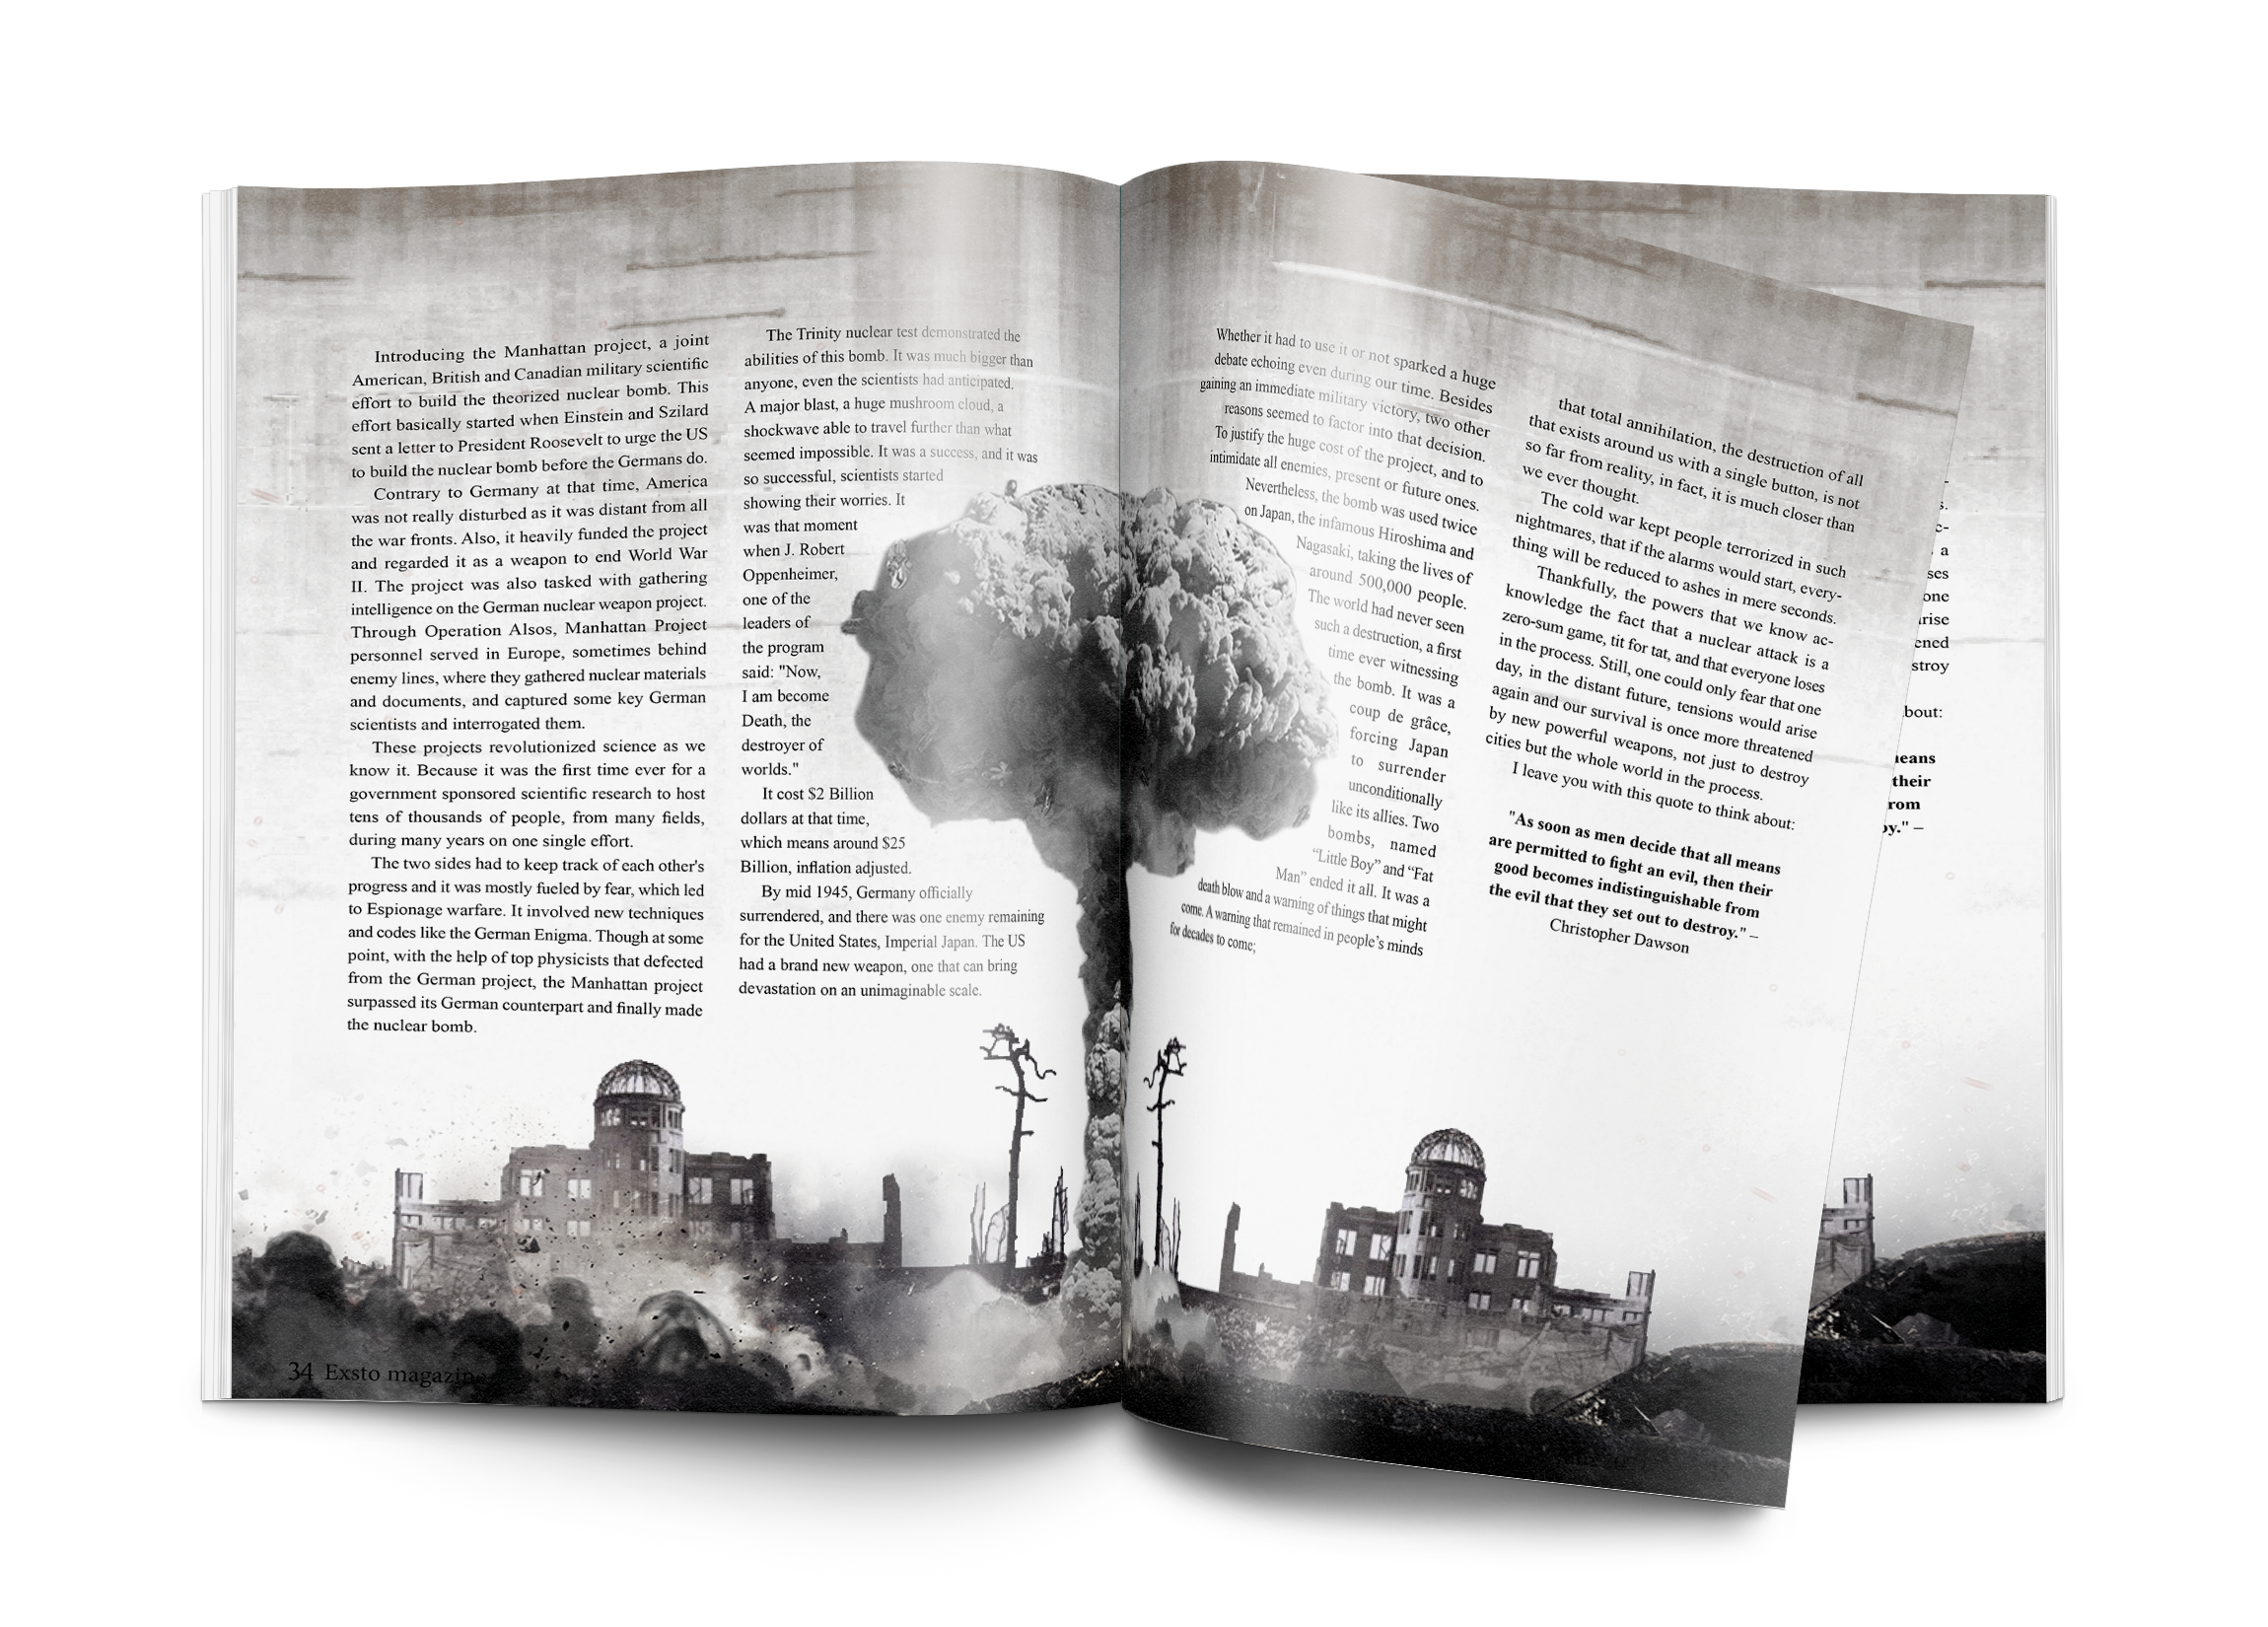 Introducing the Manhattan project, a joint
American, British and Canadian military scientific
effort to build the theorized nuclear bomb. This
effort basically started when Einstein and Szilard
sent a letter to President Roosevelt to urge the US
to build the nuclear bomb before the Germans do.
Contrary to Germany at that time, America
was not really disturbed as it was distant from all
the war fronts. Also, it heavily funded the project
and regarded it as a weapon to end World War
II. The project was also tasked with gathering
intelligence on the German nuclear weapon project.
Through Operation Alsos, Manhattan Project
personnel served in Europe, sometimes behind
enemy lines, where they gathered nuclear materials
and documents, and captured some key German
scientists and interrogated them.
These projects revolutionized science as we
know it. Because it was the first time ever for a
government sponsored scientific research to host
tens of thousands of people, from many fields,
during many years on one single effort.
The two sides had to keep track of each other's
progress and it was mostly fueled by fear, which led
to Espionage warfare. It involved new techniques
and codes like the German Enigma. Though at some
point, with the help of top physicists that defected
from the German project, the Manhattan project
surpassed its German counterpart and finally made
the nuclear bomb.
The Trinity nuclear test demonstrated the
abilities of this bomb. It was much bigger than
anyone, even the scientists had anticipated.
A major blast, a huge mushroom cloud, a
shockwave able to travel further than what
seemed impossible. It was a success, and it was
so successful, scientists started
showing their worries. It
was that moment
when J. Robert
Oppenheimer,
one of the
leaders of
the program
said: "Now,
I am become
Death, the
destroyer of
worlds."
It cost $2 Billion
dollars at that time,
which means around $25
Billion, inflation adjusted.
By mid 1945, Germany officially
surrendered, and there was one enemy remaining
for the United States, Imperial Japan. The US
had a brand new weapon, one that can bring
devastation on an unimaginable scale.
34 Exsto magazine
Whether it had to use it or not sparked a huge
debate echoing even during our time. Besides
gaining an immediate military victory, two other
reasons seemed to factor into that decision.
To justify the huge cost of the project, and to
intimidate all enemies, present or future ones.
Nevertheless, the bomb was used twice
on Japan, the infamous Hiroshima and
Nagasaki, taking the lives of
around 500,000 people.
The world had never seen
such a destruction, a first
time ever witnessing
the bomb. It was a
coup de grâce,
forcing Japan
to surrender
unconditionally
like its allies. Two
bombs, named
“Little Boy” and “Fat
Man” ended it all. It was a
death blow and a warning of things that might
come. A warning that remained in people’s minds
for decades to come;
that total annihilation, the destruction of all
that exists around us with a single button, is not
so far from reality, in fact, it is much closer than
we ever thought.
The cold war kept people terrorized in such
nightmares, that if the alarms would start, every-
thing will be reduced to ashes in mere seconds.
Thankfully, the powers that we know ac-
knowledge the fact that a nuclear attack is a
zero-sum game, tit for tat, and that everyone loses
in the process. Still, one could only fear that one
day, in the distant future, tensions would arise
again and our survival is once more threatened
by new powerful weapons, not just to destroy
cities but the whole world in the process.
I leave you with this quote to think about:
"As soon as men decide that all means
are permitted to fight an evil, then their
good becomes indistinguishable from
the evil that they set out to destroy." –
Christopher Dawson